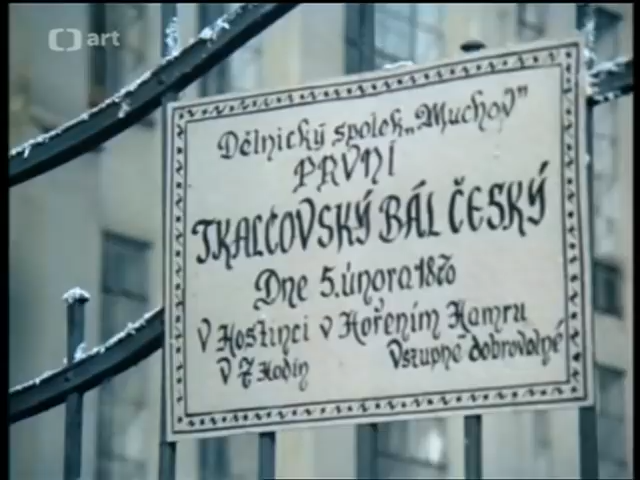 art
Dělnický spolek „Muchov"
PRVNÍ
TKALCOVSKÝ BÁL ČESKÝ
Dne 5. února 1870
V Hostinci v Hořením Hamru
V 7 Hodin
Vstupné dobrovolné